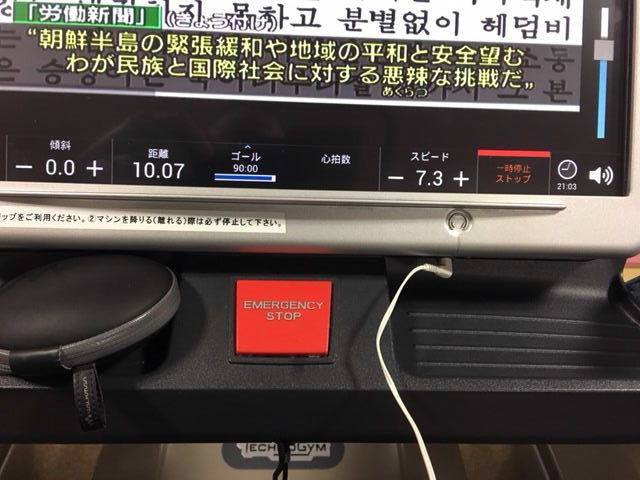 「労働新聞」(きょう付け)
못하고 분별없이 헤덤비
“朝鮮半島の緊張緩和や地域の平和と安全望む
わが民族と国際社会に対する悪辣な挑戦だ”
あくらつ
傾斜 距離 ゴール 心拍数 スピード 一時停止
ストップ
− 0.0 + 10.07 90:00 − 7.3 +
21:03
ップをご利用ください。②マシンを降りる(離れる)際は必ず停止して下さい。
EMERGENCY
STOP
TECHNOGYM